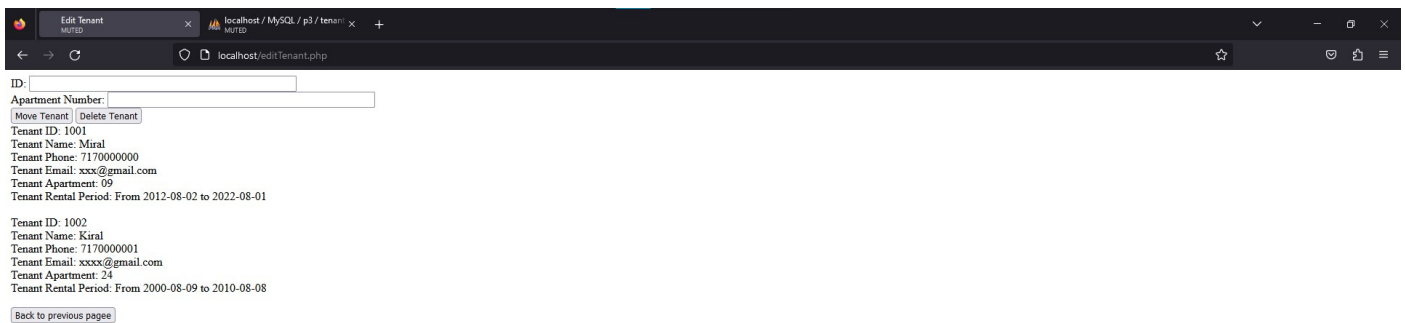 Edit Tenant
MUTED
localhost / MySQL / p3 / tenant
MUTED
localhost/editTenant.php
ID:
Apartment Number:
Move Tenant Delete Tenant
Tenant ID: 1001
Tenant Name: Miral
Tenant Phone: 7170000000
Tenant Email: xxx@gmail.com
Tenant Apartment: 09
Tenant Rental Period: From 2012-08-02 to 2022-08-01
Tenant ID: 1002
Tenant Name: Kiral
Tenant Phone: 7170000001
Tenant Email: xxxx@gmail.com
Tenant Apartment: 24
Tenant Rental Period: From 2000-08-09 to 2010-08-08
Back to previous pagee